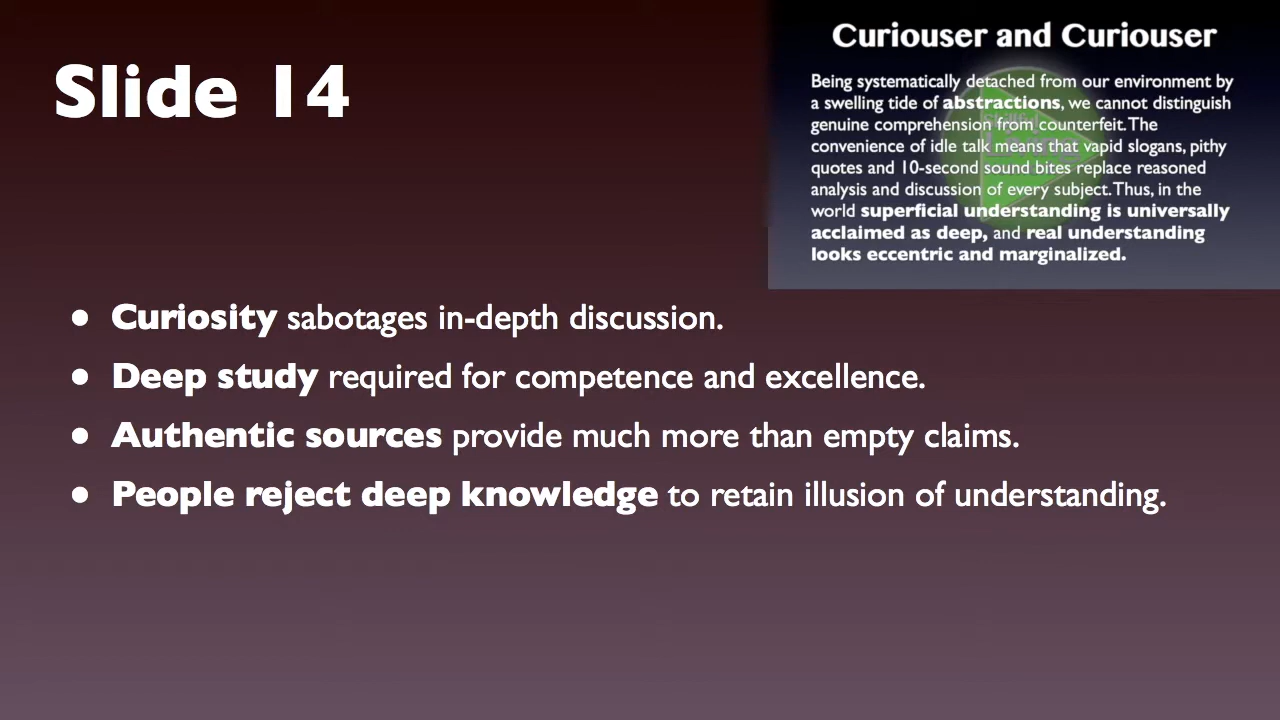 Slide 14
Curiouser and Curiouser
Being systematically detached from our environment by
a swelling tide of abstractions, we cannot distinguish
genuine comprehension from counterfeit. The
convenience of idle talk means that vapid slogans, pithy
quotes and 10-second sound bites replace reasoned
analysis and discussion of every subject. Thus, in the
world superficial understanding is universally
acclaimed as deep, and real understanding
looks eccentric and marginalized.
• Curiosity sabotages in-depth discussion.
• Deep study required for competence and excellence.
• Authentic sources provide much more than empty claims.
• People reject deep knowledge to retain illusion of understanding.